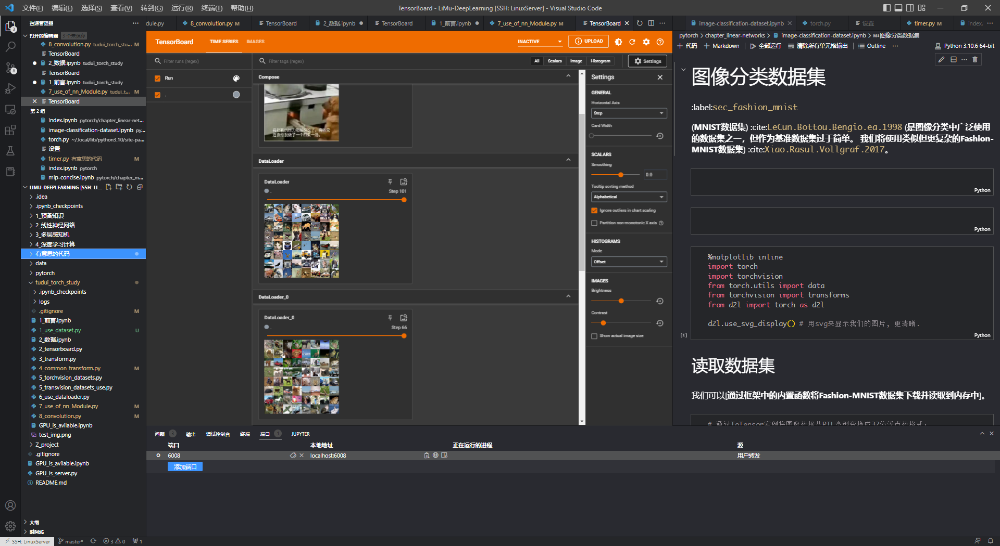 文件(F) 编辑(E) 选择(S) 查看(V) 转到(G) 运行(R) 终端(T) 帮助(H)
TensorBoard - LiMu-DeepLearning [SSH: LinuxServer] - Visual Studio Code
资源管理器
dule.py
8_convolution.py M
TensorBoard
2_数据.ipynb
TensorBoard
1_前言.ipynb
7_use_of_nn_Module.py M
TensorBoard
image-classification-dataset.ipynb
torch.py
设置
timer.py M
index.
打开的编辑器 3 个未保存
8_convolution.py tudui_torch_stu... M
TensorBoard
2_数据.ipynb tudui_torch_study
TensorBoard
1_前言.ipynb tudui_torch_study
7_use_of_nn_Module.py tudui_t... M
TensorBoard
第 2 组
index.ipynb pytorch/chapter_linear-net...
image-classification-dataset.ipynb py...
torch.py ~/.local/lib/python3.10/site-pa...
设置
timer.py 有意思的代码 M
index.ipynb pytorch
mlp-concise.ipynb pytorch/chapter_m...
LIMU-DEEPLEARNING [SSH: LI...
.idea
.ipynb_checkpoints
1_预备知识
2_线性神经网络
3_多层感知机
4_深度学习计算
有意思的代码
data
pytorch
tudui_torch_study
.ipynb_checkpoints
logs
.gitignore M
1_前言.ipynb
1_use_dataset.py U
2_数据.ipynb
2_tensorboard.py
3_transform.py
4_common_transform.py M
5_torchvision_datasets.py
5_transvision_datasets_use.py
6_use_dataloader.py
7_use_of_nn_Module.py M
8_convolution.py M
GPU_is_avilable.ipynb
test_img.png
Z_project
.gitignore
GPU_is_avilable.ipynb
GPU_is_server.py
README.md
大纲
时间线
TensorBoard TIME SERIES IMAGES INACTIVE UPLOAD
Filter runs (regex)
Filter tags (regex)
All Scalars Image Histogram
Settings
Run
.
Compose
DataLoader
DataLoader
.
Step 101
DataLoader_0
DataLoader_0
.
Step 66
Settings
GENERAL
Horizontal Axis
Step
Card Width
SCALARS
Smoothing
0.6
Tooltip sorting method
Alphabetical
Ignore outliers in chart scaling
Partition non-monotonic X axis
HISTOGRAMS
Mode
Offset
IMAGES
Brightness
Contrast
Show actual image size
pytorch > chapter_linear-networks > image-classification-dataset.ipynb > M↓图像分类数据集
代码 Markdown 全部运行 清除所有单元格输出 Outline ··· Python 3.10.6 64-bit
图像分类数据集
:label:sec_fashion_mnist
(MNIST数据集) :cite:LeCun.Bottou.Bengio.ea.1998 (是图像分类中广泛使用
的数据集之一，但作为基准数据集过于简单。 我们将使用类似但更复杂的Fashion-
MNIST数据集) :cite:Xiao.Rasul.Vollgraf.2017。
Python
Python
%matplotlib inline
import torch
import torchvision
from torch.utils import data
from torchvision import transforms
from d2l import torch as d2l
d2l.use_svg_display() # 用svg来显示我们的图片, 更清晰.
[1]
Python
读取数据集
我们可以[通过框架中的内置函数将Fashion-MNIST数据集下载并读取到内存中]。
# 通过ToTensor实例将图像数据从PIL类型变换成32位浮点数格式,
问题 3 输出 调试控制台 终端 端口 1 JUPYTER
端口 本地地址 正在运行的进程 源
6008 localhost:6008 用户转发
添加端口
SSH: LinuxServer master* 3 0 1